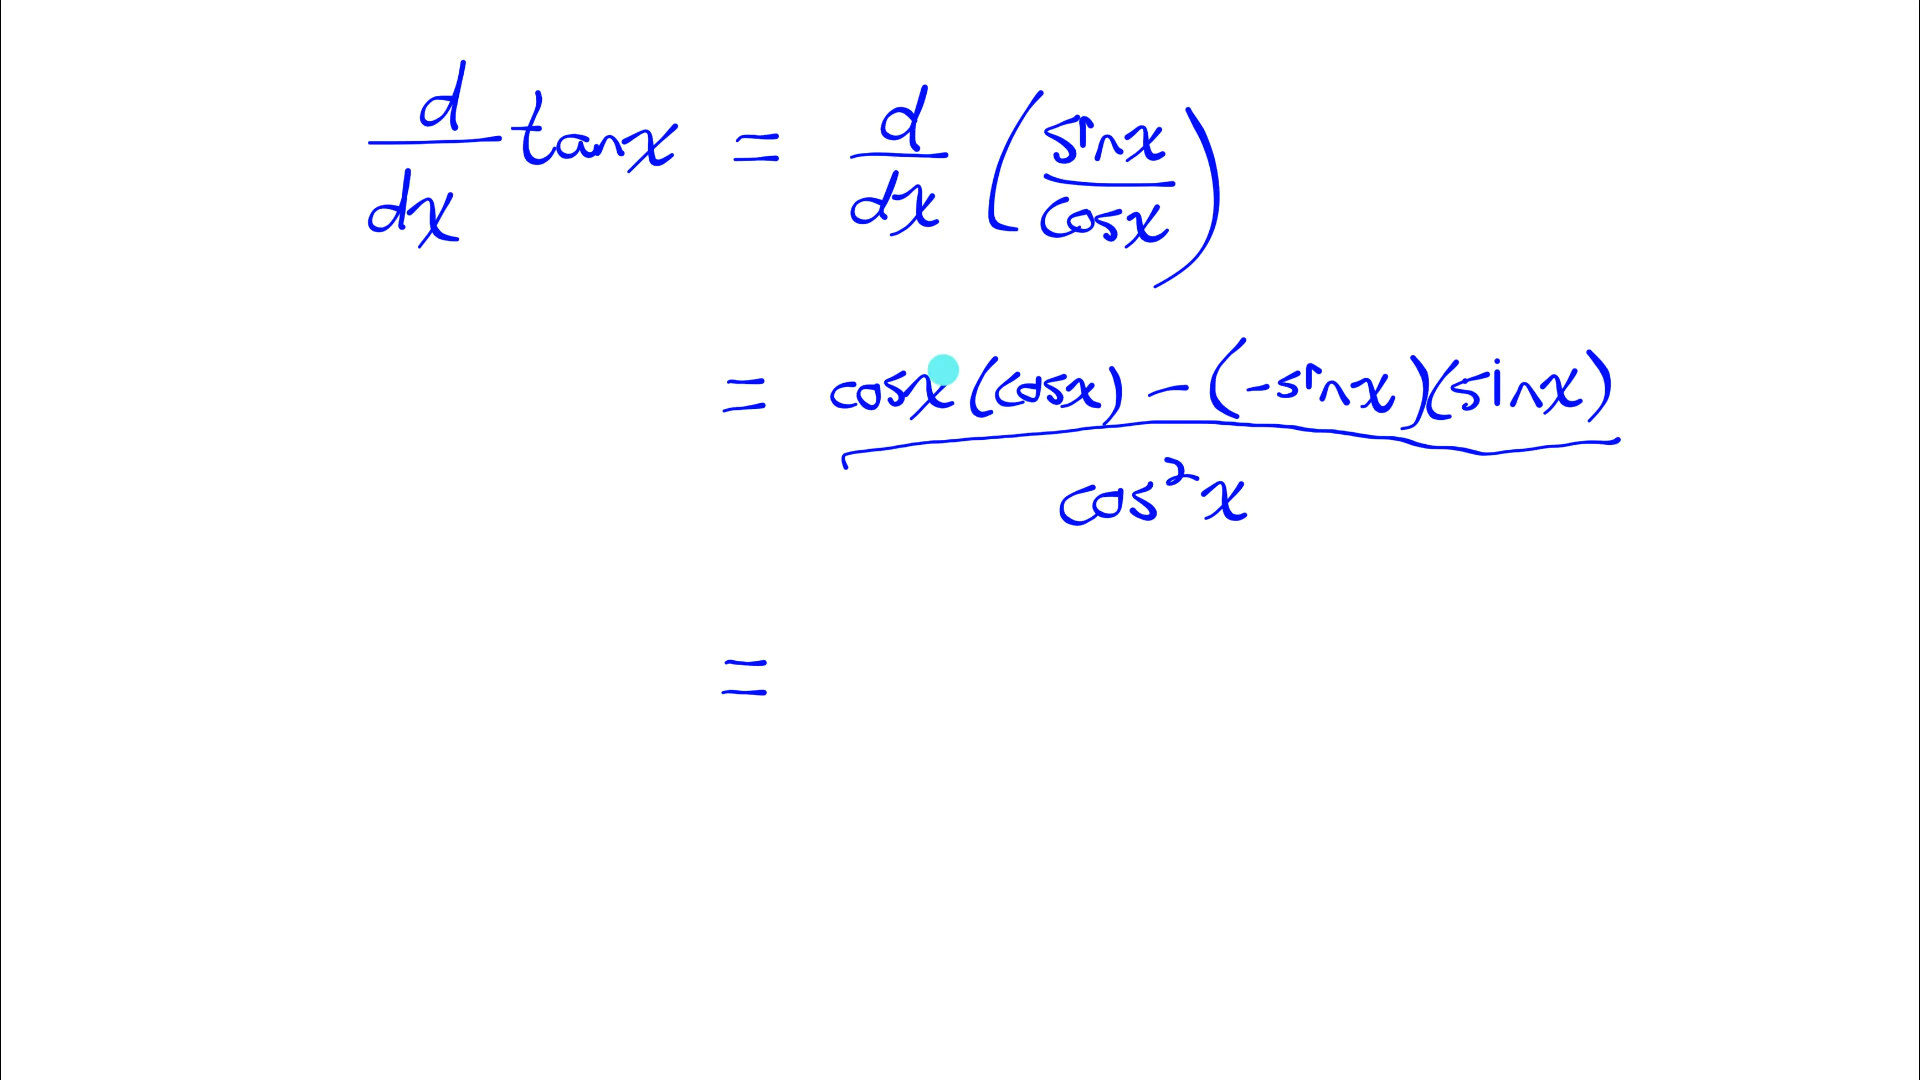 d/dx tanx = d/dx (sinx/cosx)
= cosx(cosx) - (-sinx)(sinx)
cos²x
=